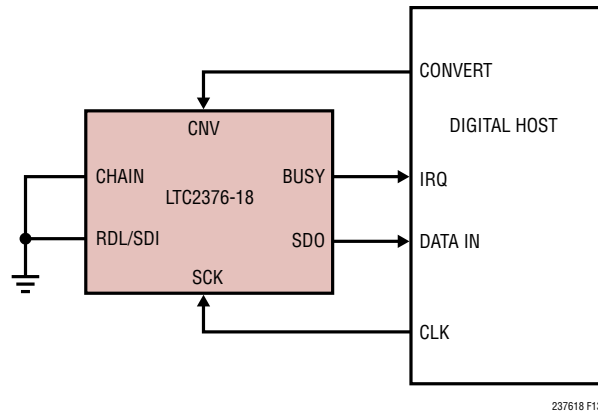 CONVERT
CNV
DIGITAL HOST
CHAIN
BUSY
IRQ
LTC2376-18
RDL/SDI
SDO
DATA IN
SCK
CLK